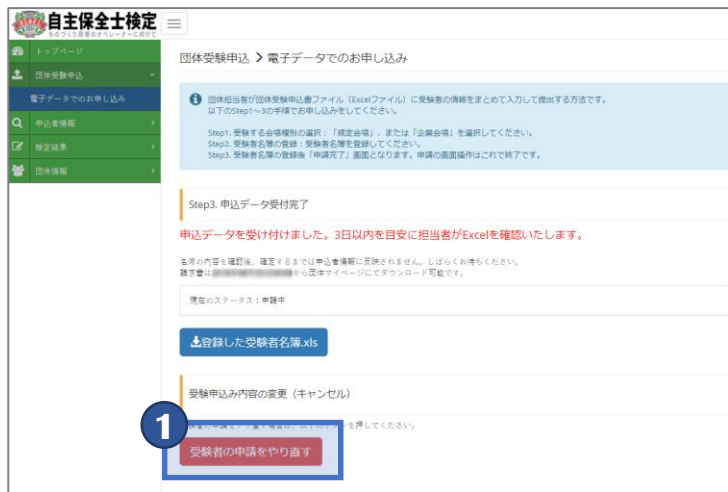 自主保全士検定
ものづくり現場のオペレーターに向けて
トップページ
団体受験申込
電子データでのお申し込み
申込者情報
検定結果
団体情報
団体受験申込 > 電子データでのお申し込み
団体担当者が団体受験申込書ファイル（Excelファイル）に受験者の情報をまとめて入力して提出する方法です。
以下のStep1～3の手順でお申し込みをしてください。
Step1. 受験する会場種別の選択：「規定会場」、または「企業会場」を選択してください。
Step2. 受験者名簿の登録：受験者名簿を登録してください。
Step3. 受験者名簿の登録後「申請完了」画面となります。申請の画面操作はこれで終了です。
Step3. 申込データ受付完了
申込データを受け付けました。3日以内を目安に担当者がExcelを確認いたします。
名簿の内容を確認後、確定するまでは申込者情報に反映されません。しばらくお待ちください。
請求書は から団体マイページにてダウンロード可能です。
現在のステータス：申請中
登録した受験者名簿.xls
受験申込み内容の変更（キャンセル）
1
を押してください。
受験者の申請をやり直す